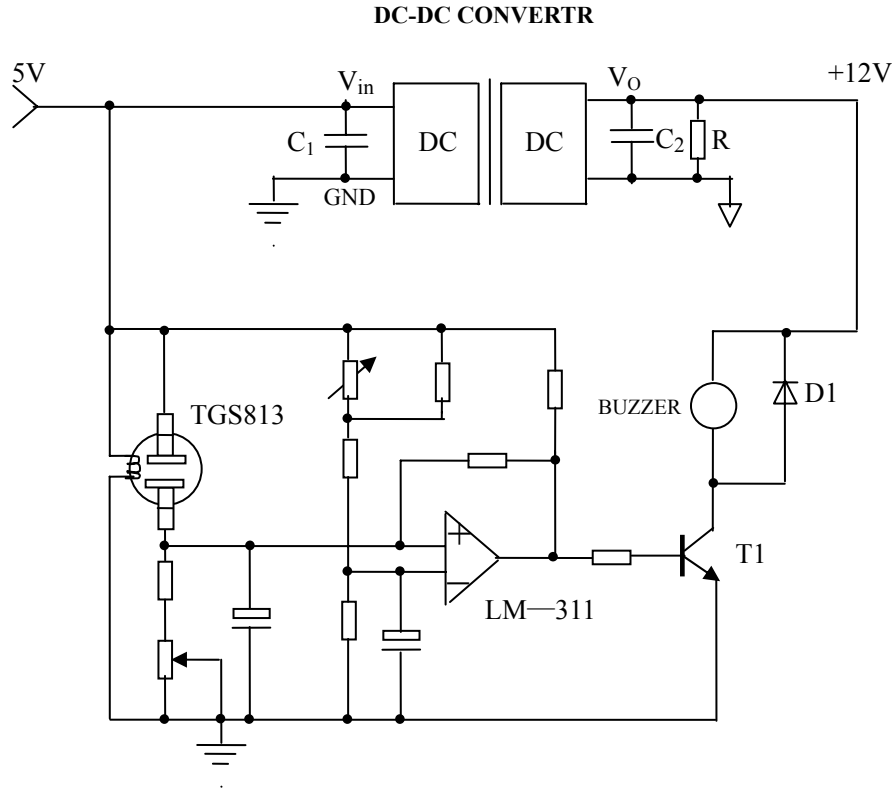 DC-DC CONVERTR
5V
Vin
VO
+12V
C1
DC
DC
C2
R
GND
TGS813
BUZZER
D1
+
−
T1
LM—311